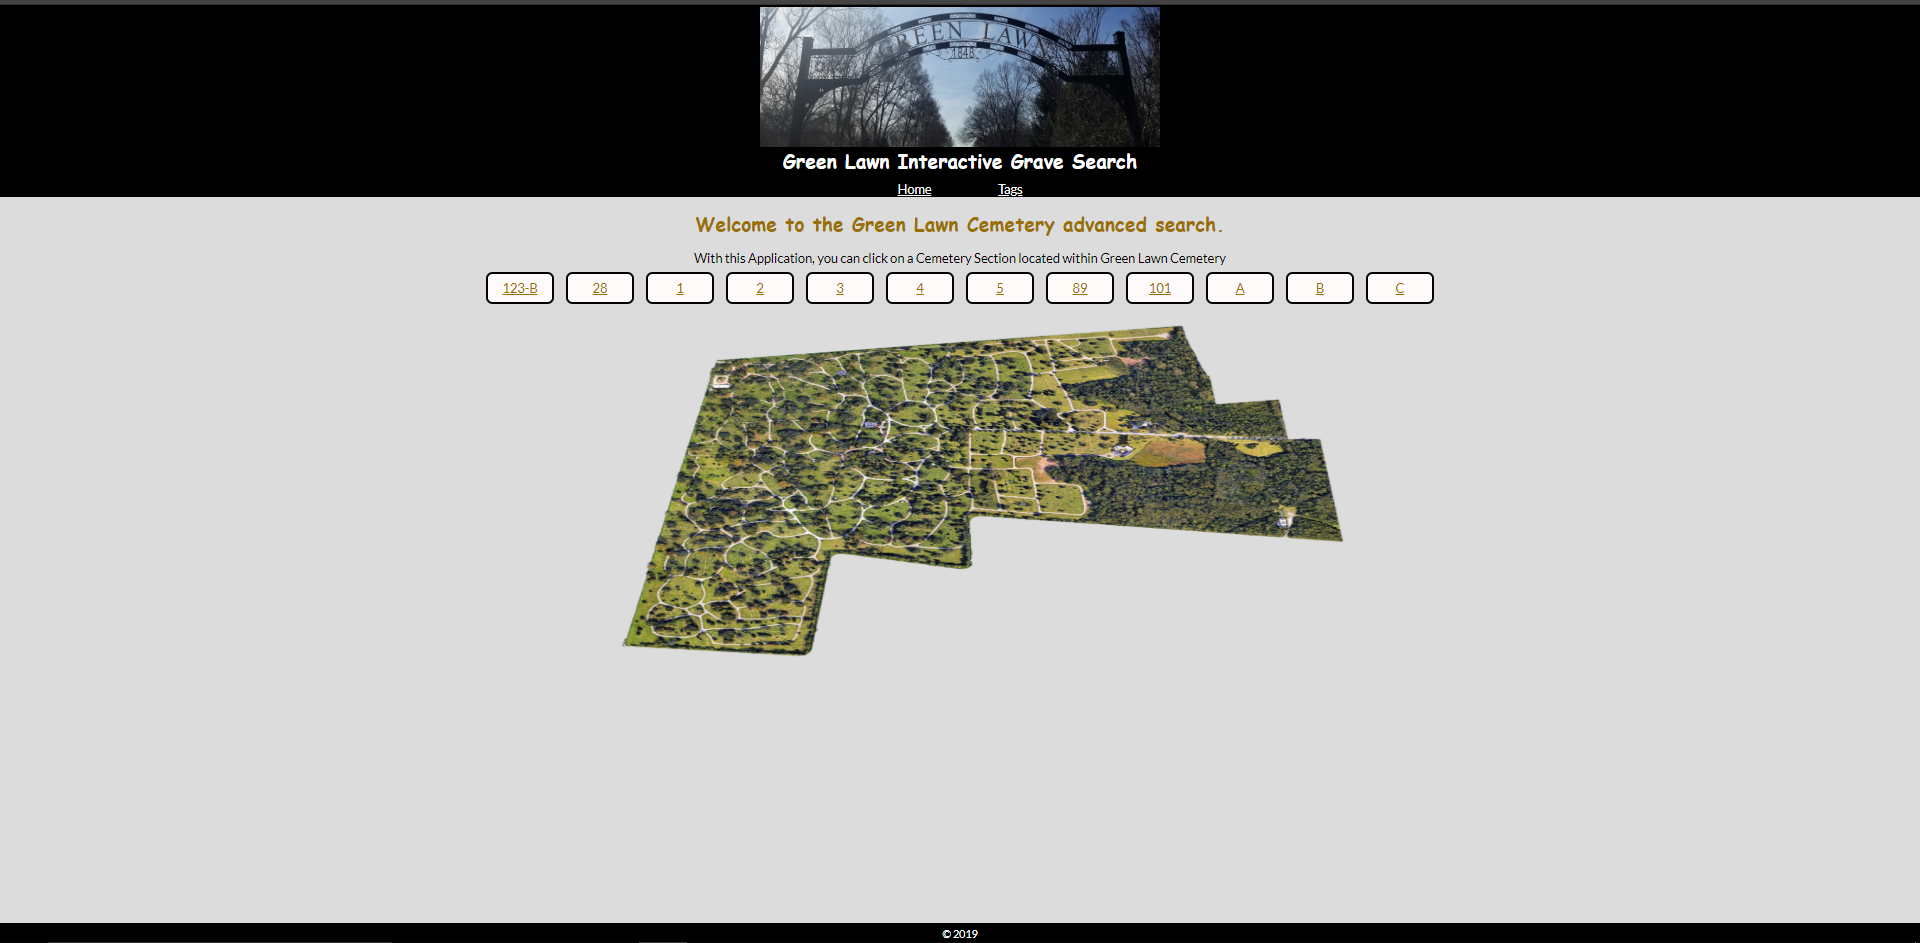 GREEN LAWN
1848
Green Lawn Interactive Grave Search
Home Tags
Welcome to the Green Lawn Cemetery advanced search.
With this Application, you can click on a Cemetery Section located within Green Lawn Cemetery
123-B 28 1 2 3 4 5 89 101 A B C
© 2019